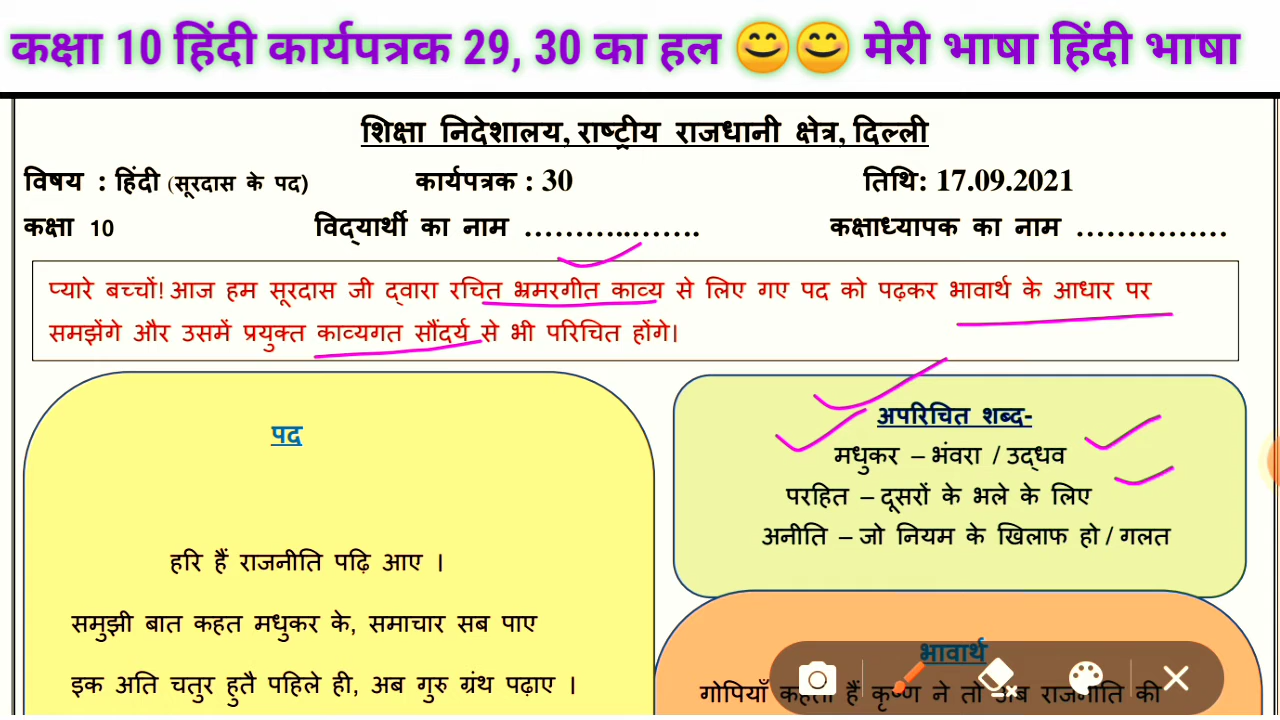 कक्षा 10 हिंदी कार्यपत्रक 29, 30 का हल 😊😊 मेरी भाषा हिंदी भाषा
शिक्षा निदेशालय, राष्ट्रीय राजधानी क्षेत्र, दिल्ली
विषय : हिंदी (सूरदास के पद) कार्यपत्रक : 30 तिथि: 17.09.2021
कक्षा 10 विद्यार्थी का नाम ………...……. कक्षाध्यापक का नाम ……………
प्यारे बच्चों! आज हम सूरदास जी द्वारा रचित भ्रमरगीत काव्य से लिए गए पद को पढ़कर भावार्थ के आधार पर
समझेंगे और उसमें प्रयुक्त काव्यगत सौंदर्य से भी परिचित होंगे।
पद
हरि हैं राजनीति पढ़ि आए ।
समुझी बात कहत मधुकर के, समाचार सब पाए
इक अति चतुर हुतै पहिले ही, अब गुरु ग्रंथ पढ़ाए ।
अपरिचित शब्द-
मधुकर – भंवरा / उद्धव
परहित – दूसरों के भले के लिए
अनीति – जो नियम के खिलाफ हो / गलत
भावार्थ
गोपियाँ कहती हैं कृष्ण ने तो अब राजनीति की